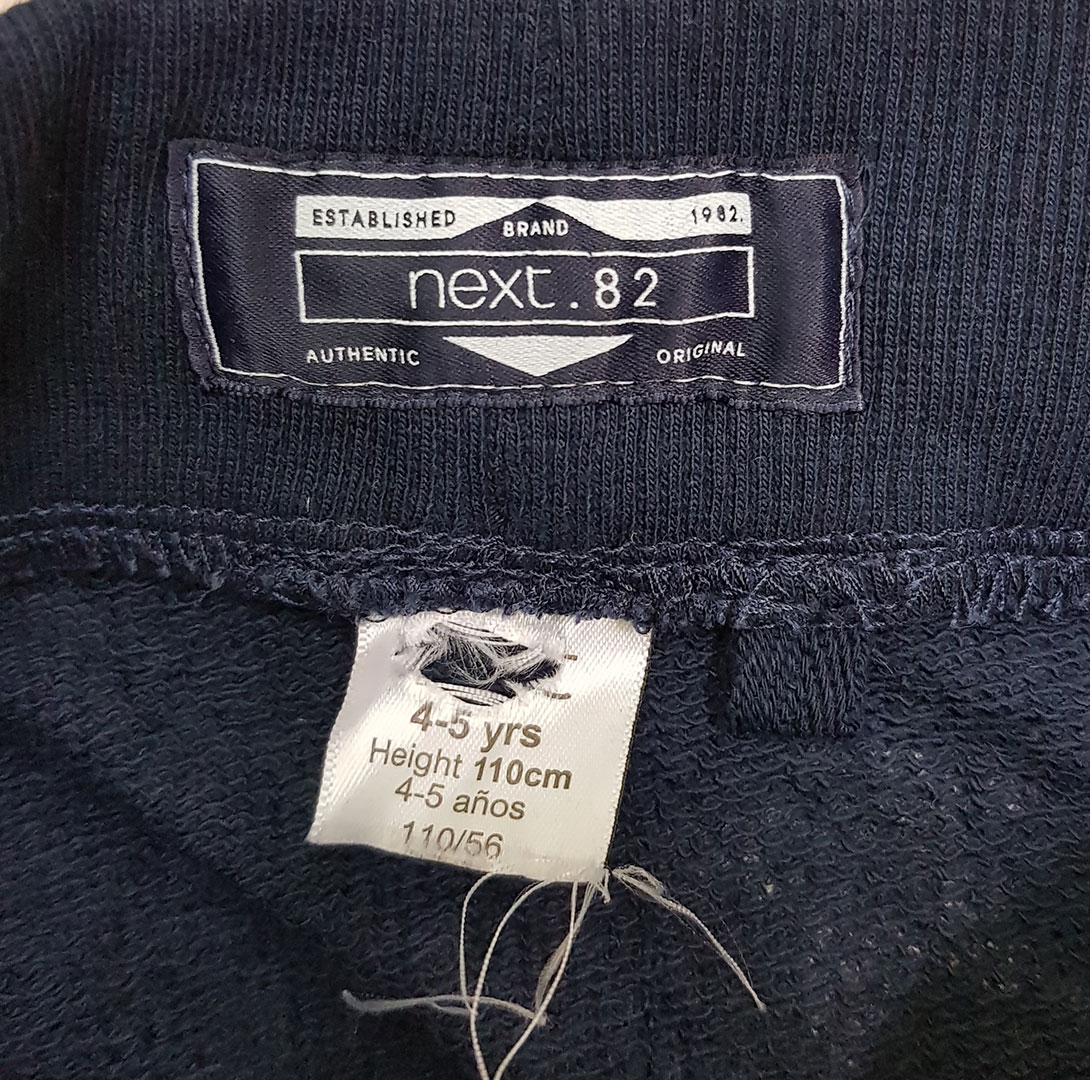 ESTABLISHED BRAND 1982.
next.82
AUTHENTIC ORIGINAL
4-5 yrs
Height 110cm
4-5 años
110/56